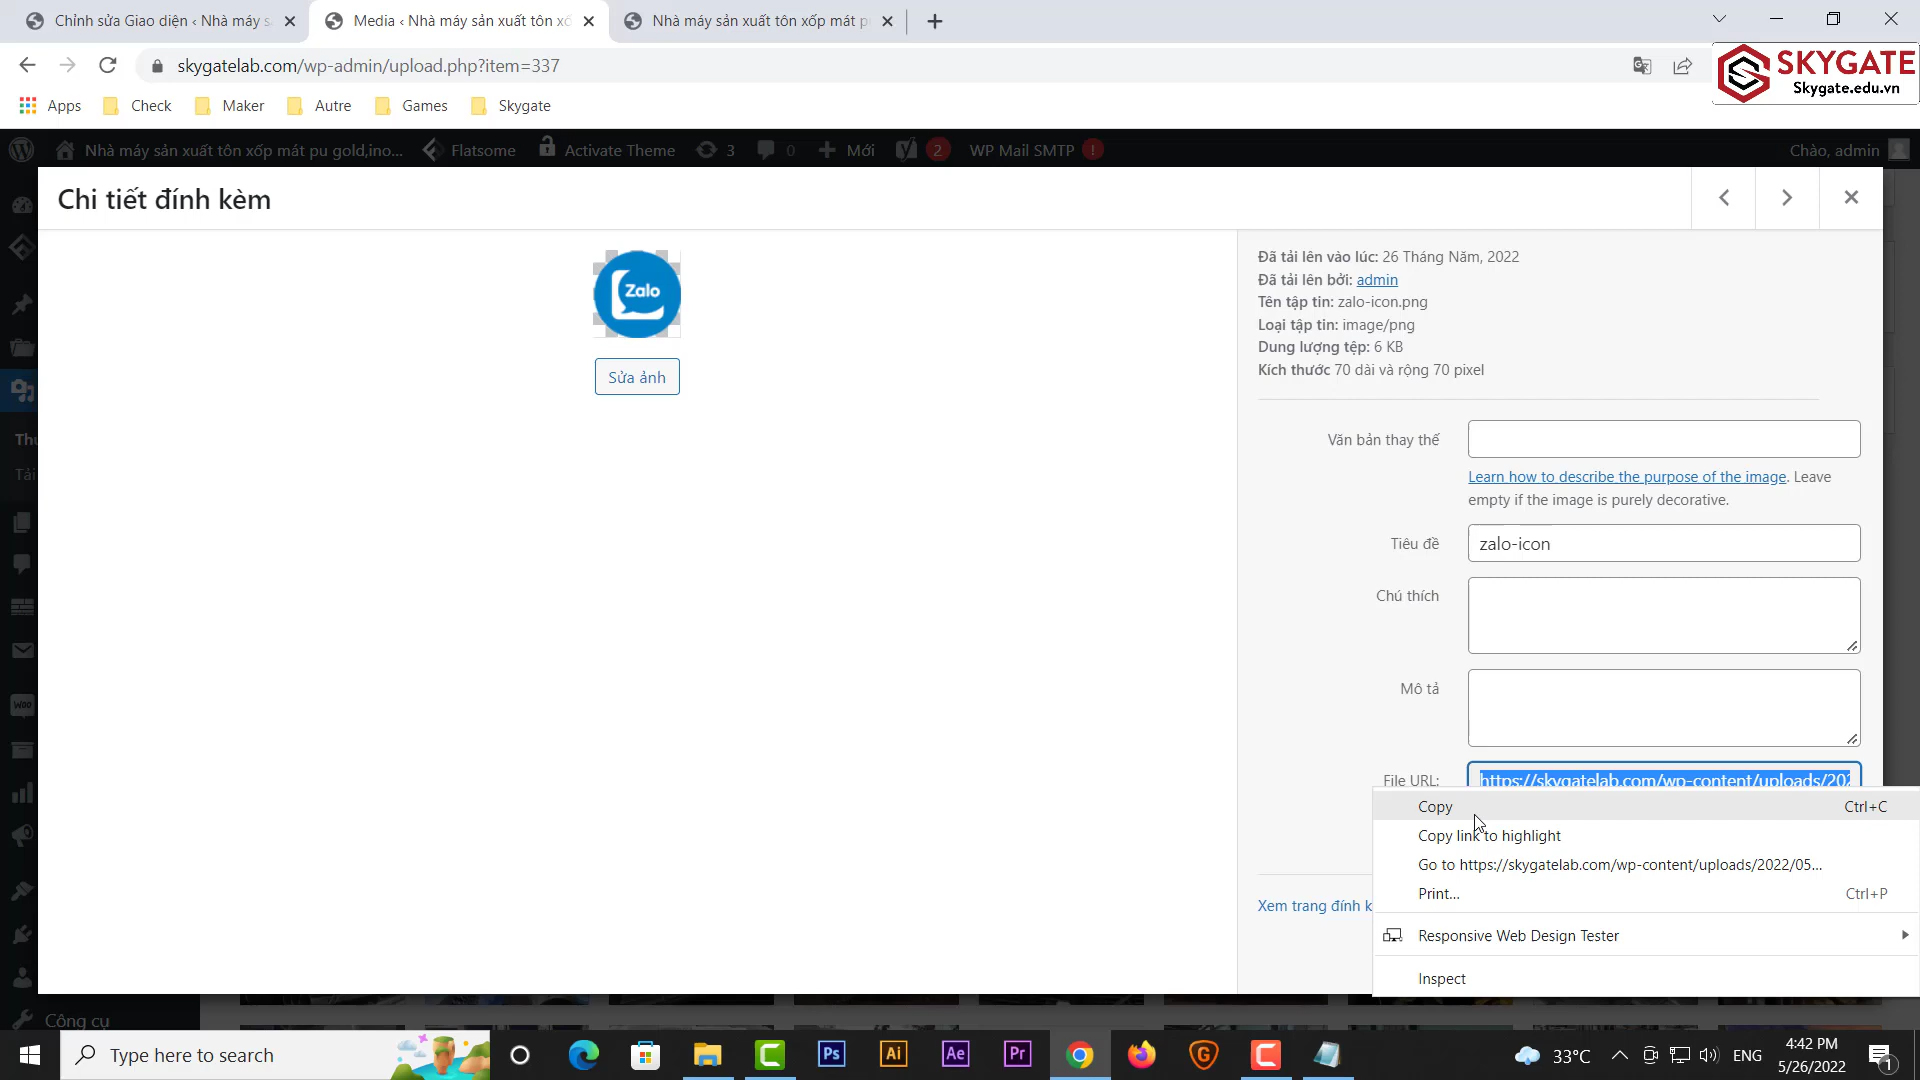 Chỉnh sửa Giao diện ‹ Nhà máy s
Media ‹ Nhà máy sản xuất tôn xố
Nhà máy sản xuất tôn xốp mát p
skygatelab.com/wp-admin/upload.php?item=337
SKYGATE
Skygate.edu.vn
Apps
Check
Maker
Autre
Games
Skygate
Nhà máy sản xuất tôn xốp mát pu gold,ino...
Flatsome
Activate Theme
3
0
Mới
2
WP Mail SMTP
!
Chào, admin
Chi tiết đính kèm
Zalo
Sửa ảnh
Đã tải lên vào lúc: 26 Tháng Năm, 2022
Đã tải lên bởi: admin
Tên tập tin: zalo-icon.png
Loại tập tin: image/png
Dung lượng tệp: 6 KB
Kích thước 70 dài và rộng 70 pixel
Văn bản thay thế
Learn how to describe the purpose of the image. Leave
empty if the image is purely decorative.
Tiêu đề
zalo-icon
Chú thích
Mô tả
File URL:
https://skygatelab.com/wp-content/uploads/202
Copy
Ctrl+C
Copy link to highlight
Go to https://skygatelab.com/wp-content/uploads/2022/05...
Print...
Ctrl+P
Responsive Web Design Tester
Inspect
Xem trang đính k
Thư
Tải
woo
Công cụ
Type here to search
Ps
Ai
Ae
Pr
33°C
ENG
4:42 PM
5/26/2022
1